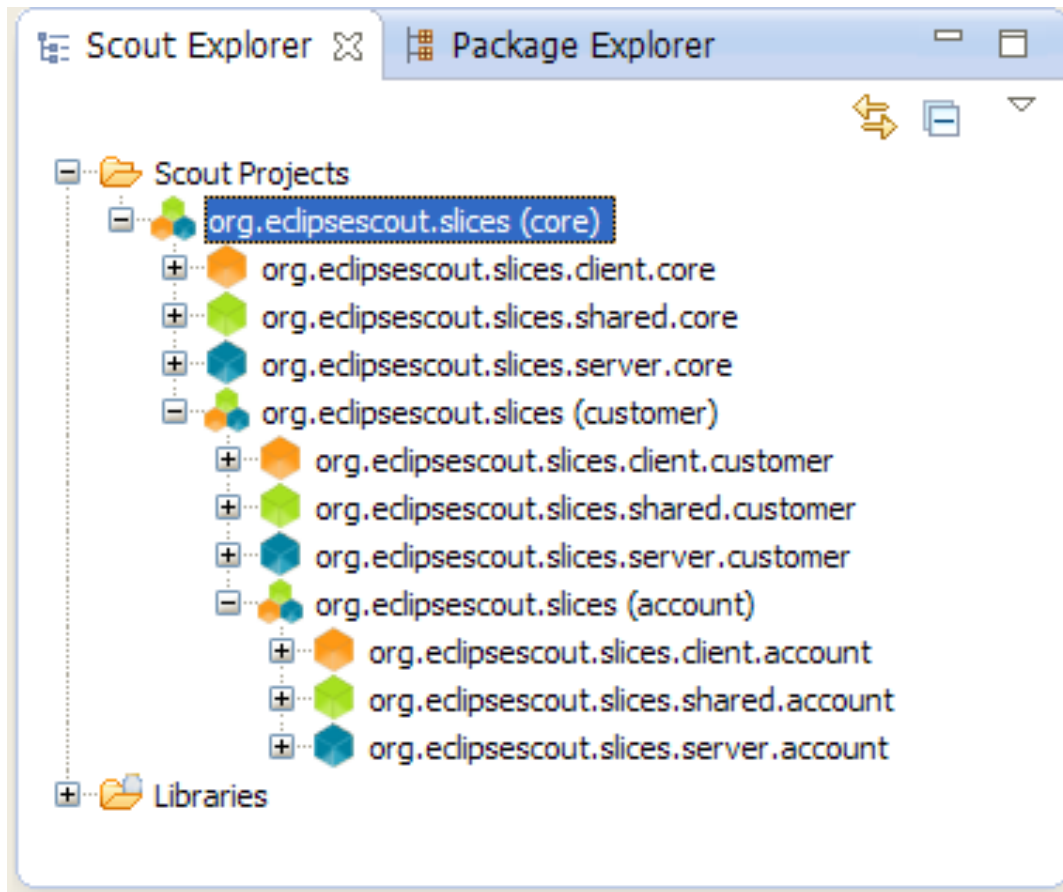 Scout Explorer Package Explorer
Scout Projects
org.eclipsescout.slices (core)
org.eclipsescout.slices.client.core
org.eclipsescout.slices.shared.core
org.eclipsescout.slices.server.core
org.eclipsescout.slices (customer)
org.eclipsescout.slices.client.customer
org.eclipsescout.slices.shared.customer
org.eclipsescout.slices.server.customer
org.eclipsescout.slices (account)
org.eclipsescout.slices.client.account
org.eclipsescout.slices.shared.account
org.eclipsescout.slices.server.account
Libraries